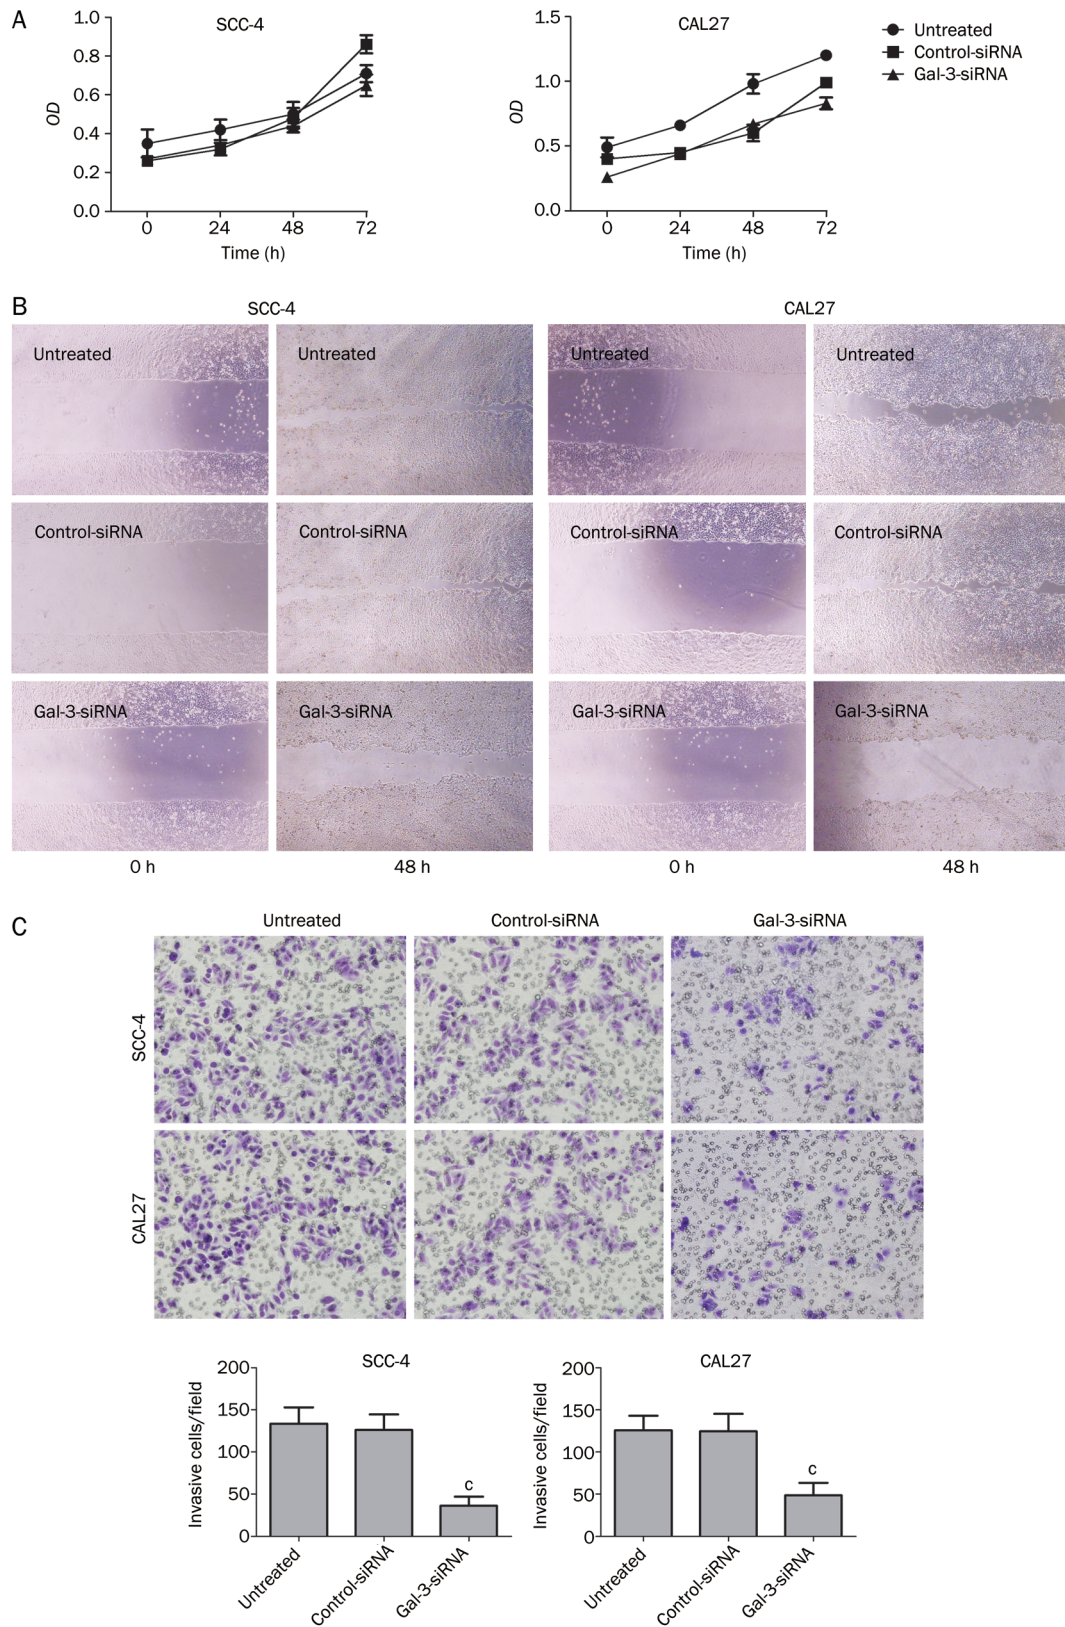 A
SCC-4
CAL27
Untreated
Control-siRNA
Gal-3-siRNA
OD
1.0
0.8
0.6
0.4
0.2
0.0
0 24 48 72
Time (h)
OD
1.5
1.0
0.5
0.0
0 24 48 72
Time (h)
B
SCC-4 CAL27
Untreated Untreated Untreated Untreated
Control-siRNA Control-siRNA Control-siRNA Control-siRNA
Gal-3-siRNA Gal-3-siRNA Gal-3-siRNA Gal-3-siRNA
0 h 48 h 0 h 48 h
C
Untreated Control-siRNA Gal-3-siRNA
SCC-4
CAL27
SCC-4
Invasive cells/field
200
150
100
50
0
c
Untreated
Control-siRNA
Gal-3-siRNA
CAL27
Invasive cells/field
200
150
100
50
0
c
Untreated
Control-siRNA
Gal-3-siRNA